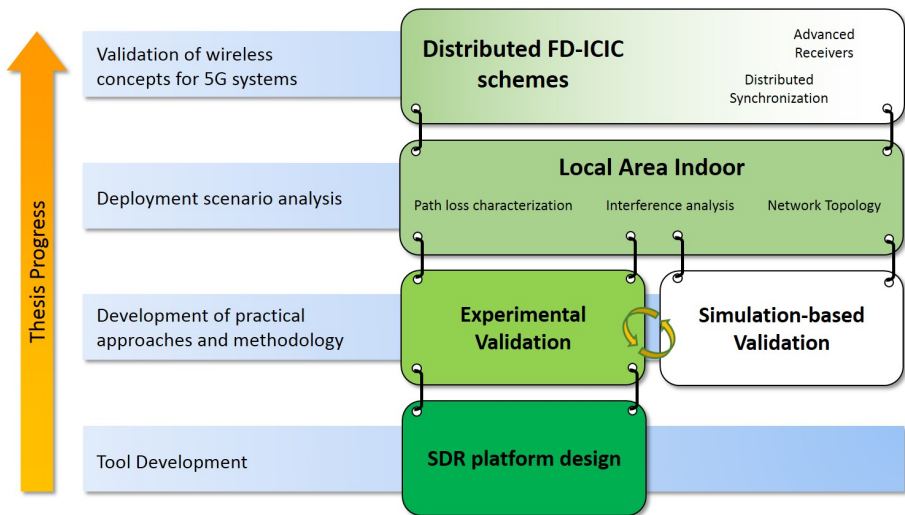 Thesis Progress
Validation of wireless
concepts for 5G systems
Distributed FD-ICIC
schemes
Advanced
Receivers
Distributed
Synchronization
Deployment scenario analysis
Local Area Indoor
Path loss characterization
Interference analysis
Network Topology
Development of practical
approaches and methodology
Experimental
Validation
Simulation-based
Validation
Tool Development
SDR platform design